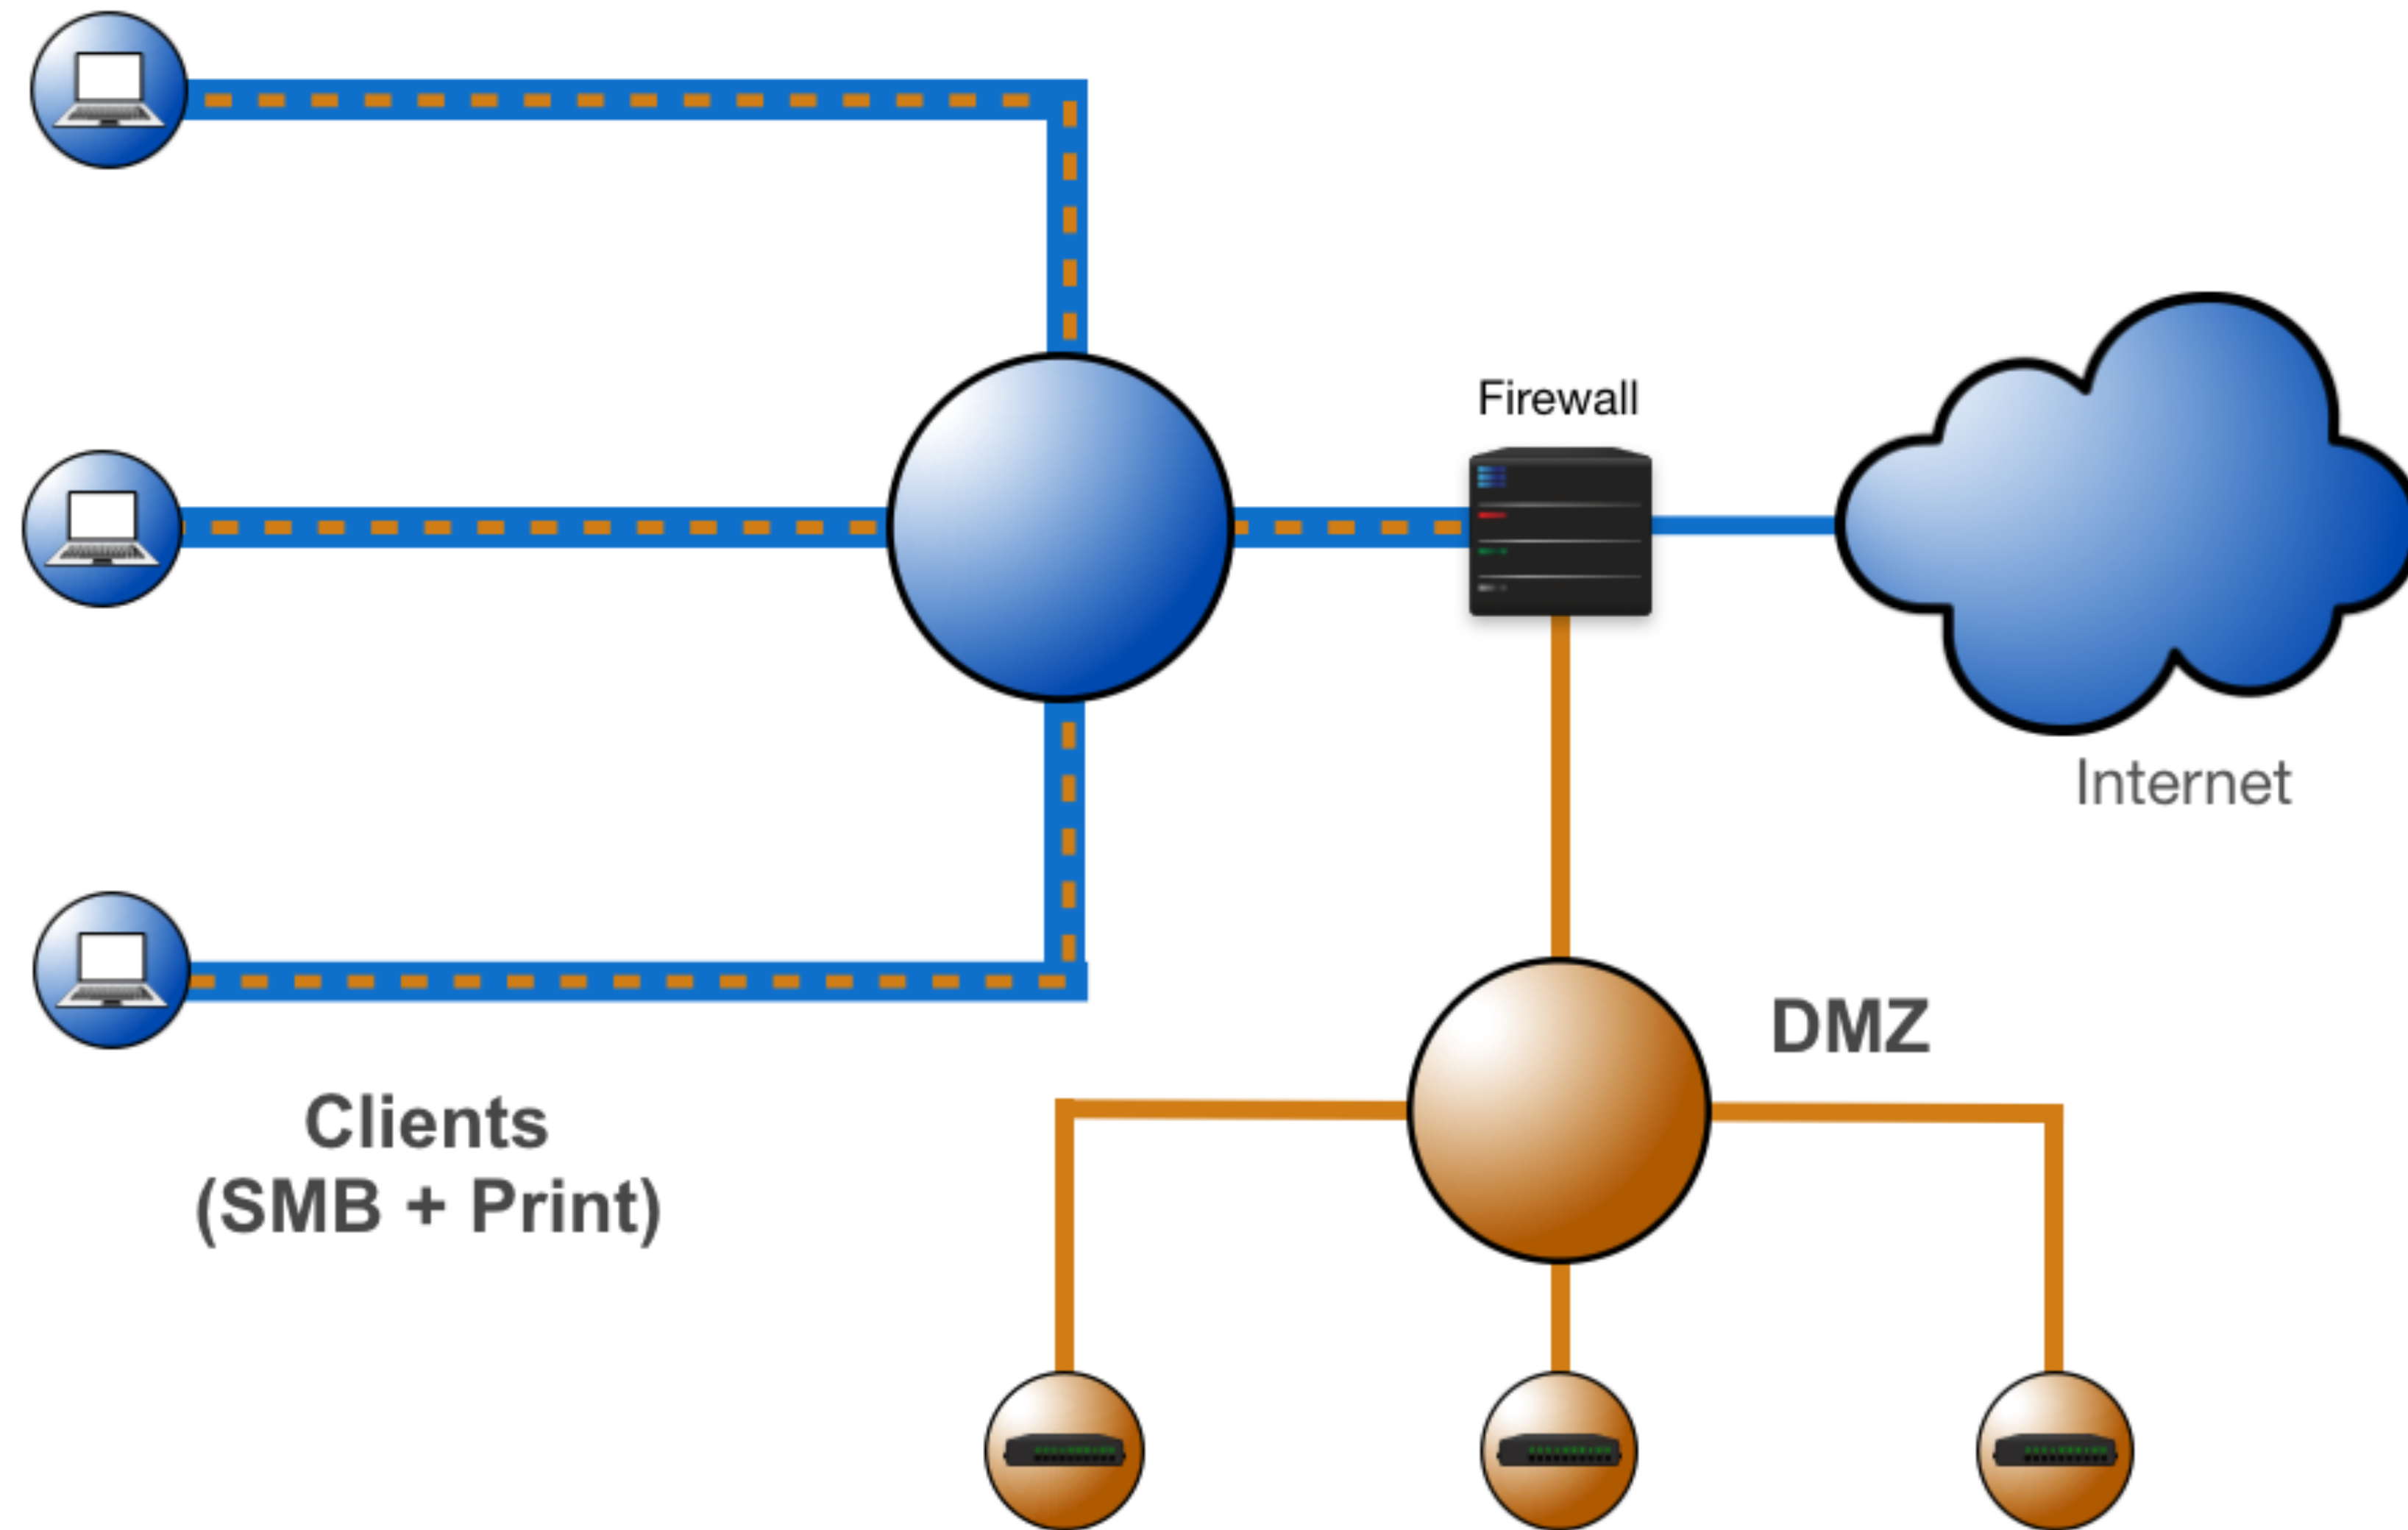 Firewall
Internet
DMZ
Clients
(SMB + Print)